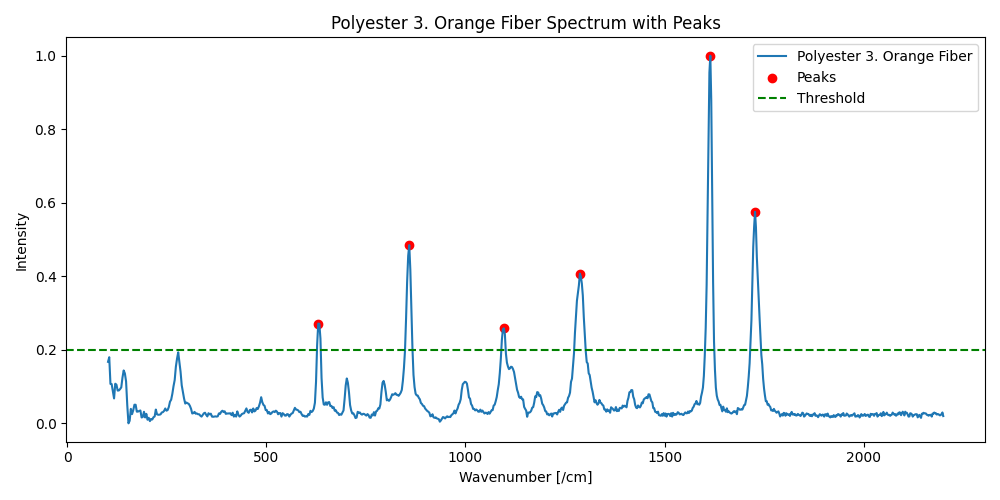 Polyester 3. Orange Fiber Spectrum with Peaks
Polyester 3. Orange Fiber
Peaks
Threshold
Intensity
1.0
0.8
0.6
0.4
0.2
0.0
0
500
1000
1500
2000
Wavenumber [/cm]